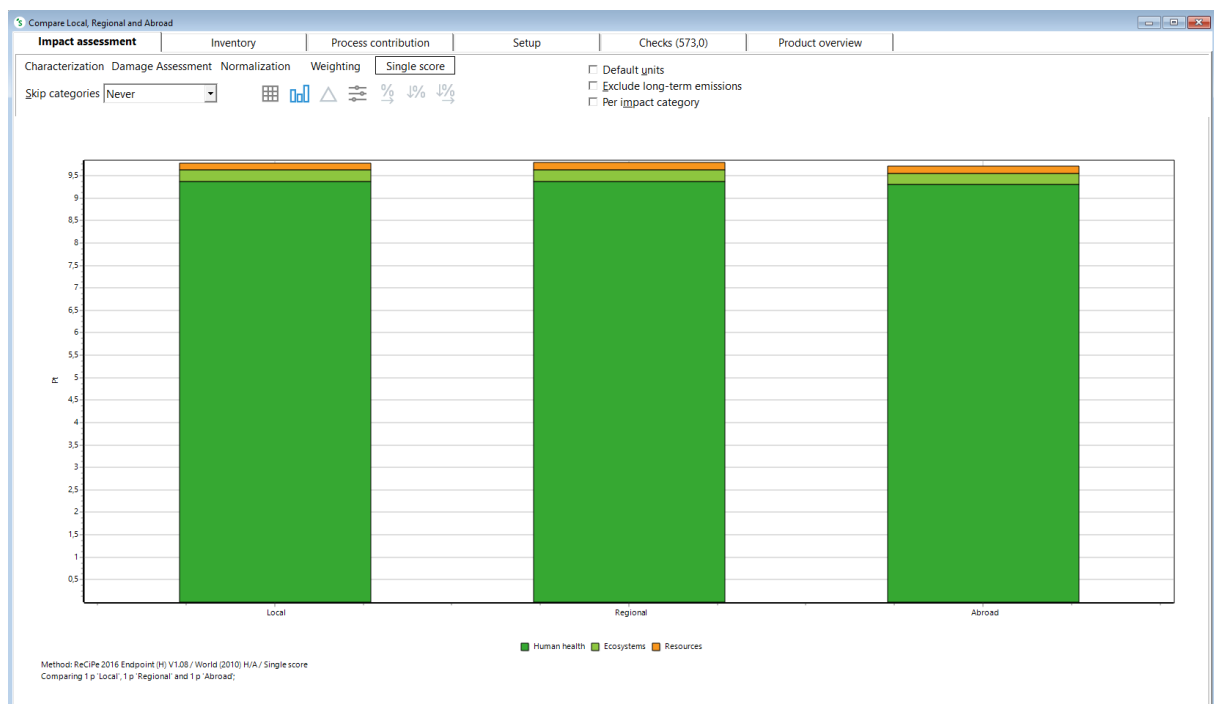 Compare Local, Regional and Abroad
Impact assessment Inventory Process contribution Setup Checks (573,0) Product overview
Characterization Damage Assessment Normalization Weighting Single score
Default units
Skip categories Never
Exclude long-term emissions
Per impact category
9,5
9
8,5
8
7,5
7
6,5
6
5,5
5
4,5
4
3,5
3
2,5
2
1,5
1
0,5
Pt
Local Regional Abroad
Human health Ecosystems Resources
Method: ReCiPe 2016 Endpoint (H) V1.08 / World (2010) H/A / Single score
Comparing 1 p 'Local', 1 p 'Regional' and 1 p 'Abroad';